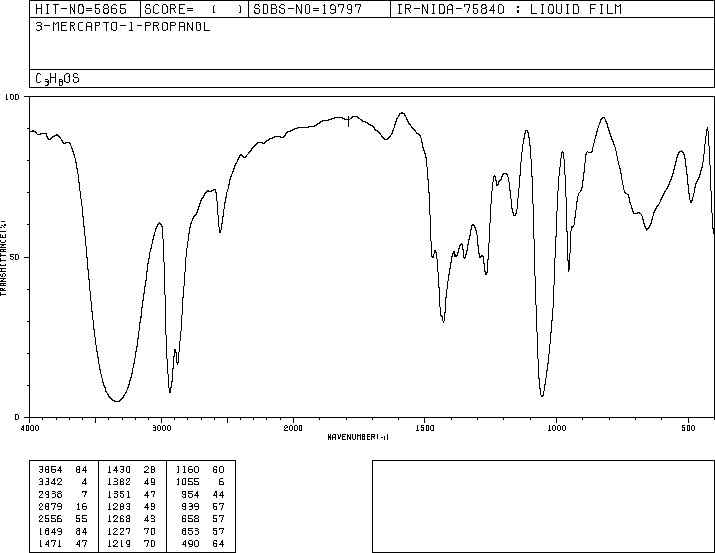 HIT-NO=5865 SCORE= ( ) SDBS-NO=19797 IR-NIDA-75840 : LIQUID FILM
3-MERCAPTO-1-PROPANOL
C3H8OS
100
50
0
TRANSMITTANCE(%)
4000 3000 2000 1500 1000 500
WAVENUMBER(-1)
3864 84 1430 28 1160 60
3342 4 1382 49 1055 6
2938 7 1351 47 954 44
2879 16 1283 49 939 57
2556 55 1268 43 658 57
1649 84 1227 70 653 57
1471 47 1219 70 490 64